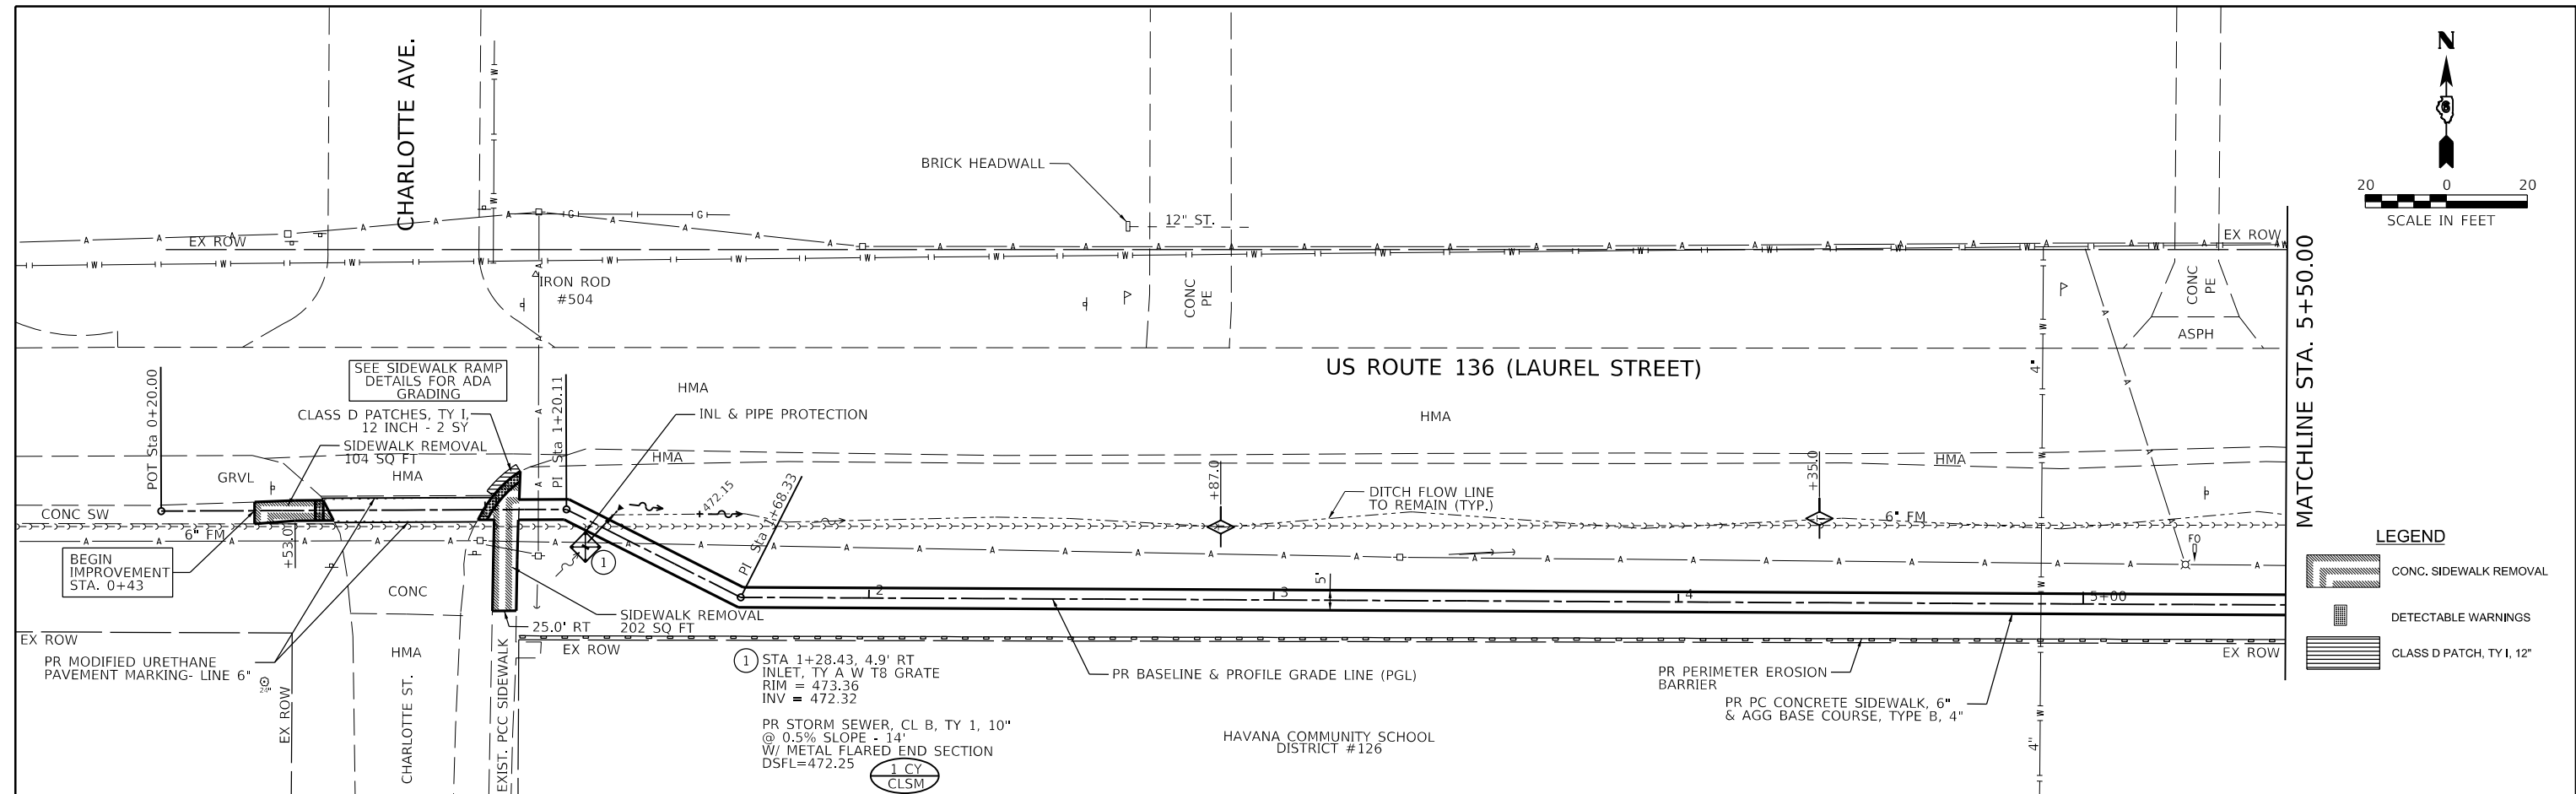 CHARLOTTE AVE.
N
20 0 20
SCALE IN FEET
BRICK HEADWALL
12" ST.
EX ROW
EX ROW
IRON ROD
#504
CONC
PE
CONC
PE
ASPH
MATCHLINE STA. 5+50.00
US ROUTE 136 (LAUREL STREET)
SEE SIDEWALK RAMP
DETAILS FOR ADA
GRADING
POT Sta 0+20.00
PI Sta 1+20.11
HMA
4"
CLASS D PATCHES, TY I,
12 INCH - 2 SY
INL & PIPE PROTECTION
HMA
SIDEWALK REMOVAL
104 SQ FT
HMA
HMA
HMA
GRVL
PI Sta 1+68.33
+472.15
+87.0
+35.0
DITCH FLOW LINE
TO REMAIN (TYP.)
CONC SW
6" FM
6" FM
FO
BEGIN
IMPROVEMENT
STA. 0+43
+53.0
1
CONC
2
3
5'
4
5+00
LEGEND
CONC. SIDEWALK REMOVAL
DETECTABLE WARNINGS
CLASS D PATCH, TY I, 12"
SIDEWALK REMOVAL
202 SQ FT
25.0' RT
EX ROW
EX ROW
EX ROW
EX ROW
HMA
PR MODIFIED URETHANE
PAVEMENT MARKING- LINE 6"
24"
CHARLOTTE ST.
EXIST. PCC SIDEWALK
1 STA 1+28.43, 4.9' RT
INLET, TY A W T8 GRATE
RIM = 473.36
INV = 472.32
PR STORM SEWER, CL B, TY 1, 10"
@ 0.5% SLOPE - 14'
W/ METAL FLARED END SECTION
DSFL=472.25
1 CY
CLSM
PR BASELINE & PROFILE GRADE LINE (PGL)
HAVANA COMMUNITY SCHOOL
DISTRICT #126
PR PERIMETER EROSION
BARRIER
PR PC CONCRETE SIDEWALK, 6"
& AGG BASE COURSE, TYPE B, 4"
4"